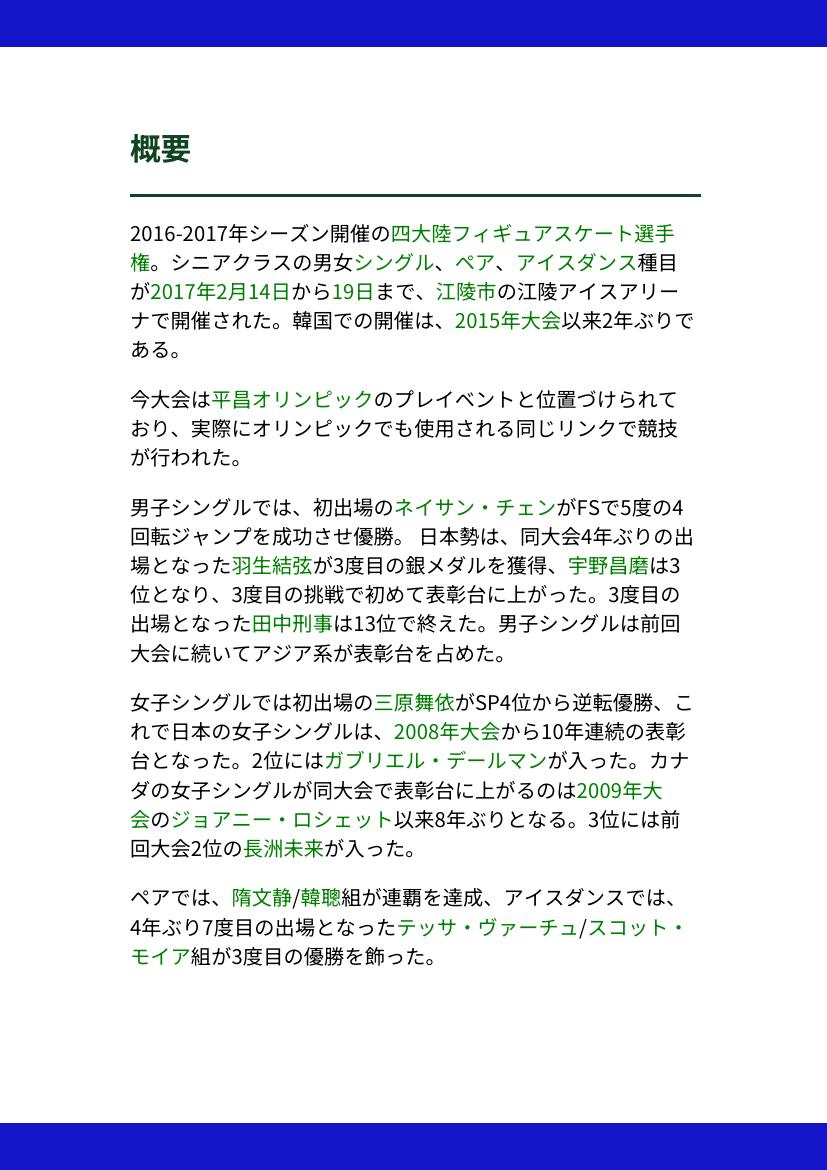 概要
2016-2017年シーズン開催の四大陸フィギュアスケート選手
権。シニアクラスの男女シングル、ペア、アイスダンス種目
が2017年2月14日から19日まで、江陵市の江陵アイスアリー
ナで開催された。韓国での開催は、2015年大会以来2年ぶりで
ある。
今大会は平昌オリンピックのプレイベントと位置づけられて
おり、実際にオリンピックでも使用される同じリンクで競技
が行われた。
男子シングルでは、初出場のネイサン・チェンがFSで5度の4
回転ジャンプを成功させ優勝。 日本勢は、同大会4年ぶりの出
場となった羽生結弦が3度目の銀メダルを獲得、宇野昌磨は3
位となり、3度目の挑戦で初めて表彰台に上がった。3度目の
出場となった田中刑事は13位で終えた。男子シングルは前回
大会に続いてアジア系が表彰台を占めた。
女子シングルでは初出場の三原舞依がSP4位から逆転優勝、こ
れで日本の女子シングルは、2008年大会から10年連続の表彰
台となった。2位にはガブリエル・デールマンが入った。カナ
ダの女子シングルが同大会で表彰台に上がるのは2009年大
会のジョアニー・ロシェット以来8年ぶりとなる。3位には前
回大会2位の長洲未来が入った。
ペアでは、隋文静/韓聰組が連覇を達成、アイスダンスでは、
4年ぶり7度目の出場となったテッサ・ヴァーチュ/スコット・
モイア組が3度目の優勝を飾った。